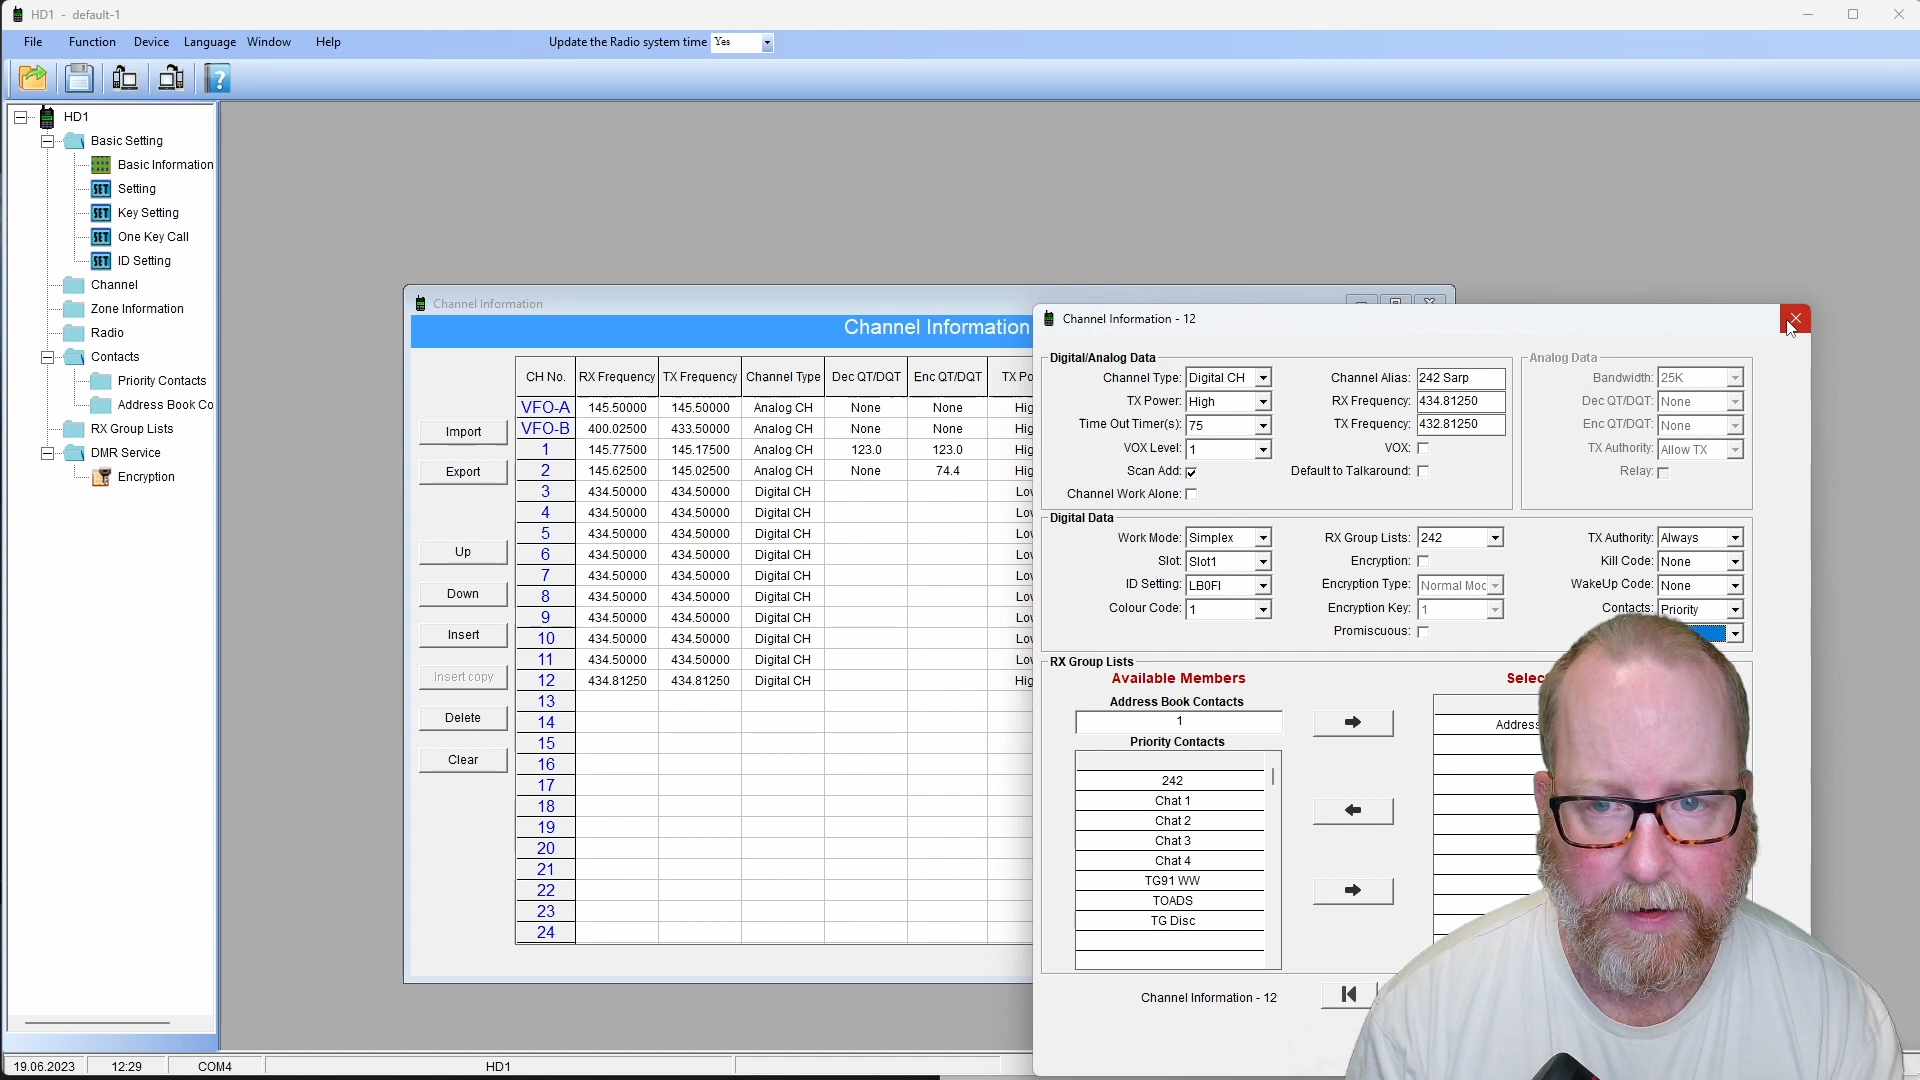 HD1 - default-1
File Function Device Language Window Help Update the Radio system time Yes
HD1
Basic Setting
Basic Information
Setting
Key Setting
One Key Call
ID Setting
Channel
Zone Information
Radio
Contacts
Priority Contacts
Address Book Co
RX Group Lists
DMR Service
Encryption
Channel Information
Channel Information
Import
Export
Up
Down
Insert
Insert copy
Delete
Clear
CH No. RX Frequency TX Frequency Channel Type Dec QT/DQT Enc QT/DQT TX Po
VFO-A 145.50000 145.50000 Analog CH None None Hig
VFO-B 400.02500 433.50000 Analog CH None None Hig
1 145.77500 145.17500 Analog CH 123.0 123.0 Hig
2 145.62500 145.02500 Analog CH None 74.4 Hig
3 434.50000 434.50000 Digital CH Lov
4 434.50000 434.50000 Digital CH Lov
5 434.50000 434.50000 Digital CH Lov
6 434.50000 434.50000 Digital CH Lov
7 434.50000 434.50000 Digital CH Lov
8 434.50000 434.50000 Digital CH Lov
9 434.50000 434.50000 Digital CH Lov
10 434.50000 434.50000 Digital CH Lov
11 434.50000 434.50000 Digital CH Lov
12 434.81250 434.81250 Digital CH Hig
13
14
15
16
17
18
19
20
21
22
23
24
Channel Information - 12
Digital/Analog Data
Channel Type: Digital CH Channel Alias: 242 Sarp
TX Power: High RX Frequency: 434.81250
Time Out Timer(s): 75 TX Frequency: 432.81250
VOX Level: 1 VOX:
Scan Add: Default to Talkaround:
Channel Work Alone:
Analog Data
Bandwidth: 25K
Dec QT/DQT: None
Enc QT/DQT: None
TX Authority: Allow TX
Relay:
Digital Data
Work Mode: Simplex RX Group Lists: 242 TX Authority: Always
Slot: Slot1 Encryption: Kill Code: None
ID Setting: LB0FI Encryption Type: Normal Moc WakeUp Code: None
Colour Code: 1 Encryption Key: 1 Contacts: Priority
Promiscuous:
RX Group Lists
Available Members Selec
Address Book Contacts
1
Address
Priority Contacts
242
Chat 1
Chat 2
Chat 3
Chat 4
TG91 WW
TOADS
TG Disc
Channel Information - 12
19.06.2023 12:29 COM4 HD1